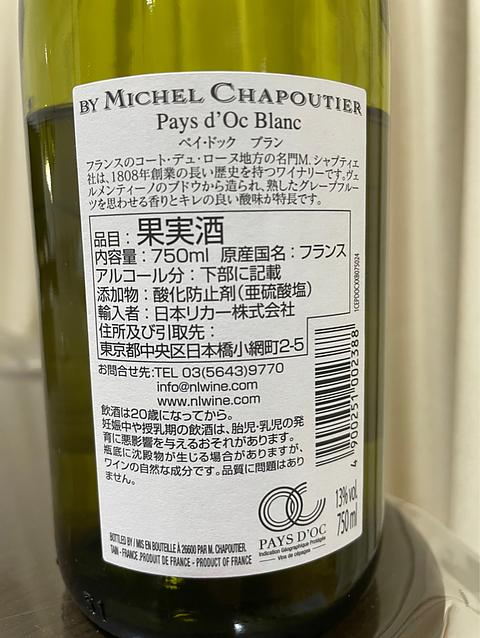 BY MICHEL CHAPOUTIER
Pays d'Oc Blanc
ペイ・ドック ブラン
フランスのコート・デュ・ローヌ地方の名門M. シャプティエ
社は、1808年創業の長い歴史を持つワイナリーです。ヴェ
ルメンティーノのブドウから造られ、熟したグレープフルー
ツを思わせる香りとキレの良い酸味が特長です。
品目：果実酒
内容量：750ml 原産国名：フランス
アルコール分：下部に記載
添加物：酸化防止剤（亜硫酸塩）
輸入者：日本リカー株式会社
住所及び引取先：
東京都中央区日本橋小網町2-5
お問合せ先:TEL 03(5643)9770
info@nlwine.com
www.nlwine.com
飲酒は20歳になってから。
妊娠中や授乳期の飲酒は、胎児・乳児の発
育に悪影響を与えるおそれがあります。
瓶底に沈殿物が生じる場合がありますが、
ワインの自然な成分です。品質に問題はあり
ません。
4 900251 002388
13% vol.
750 ml
PAYS D'OC
Indication Géographique Protégée
Vins de cépages
BOTTLED BY / MIS EN BOUTEILLE À 26600 PAR M. CHAPOUTIER.
TAIN - FRANCE.PRODUIT DE FRANCE - PRODUCT OF FRANCE
31